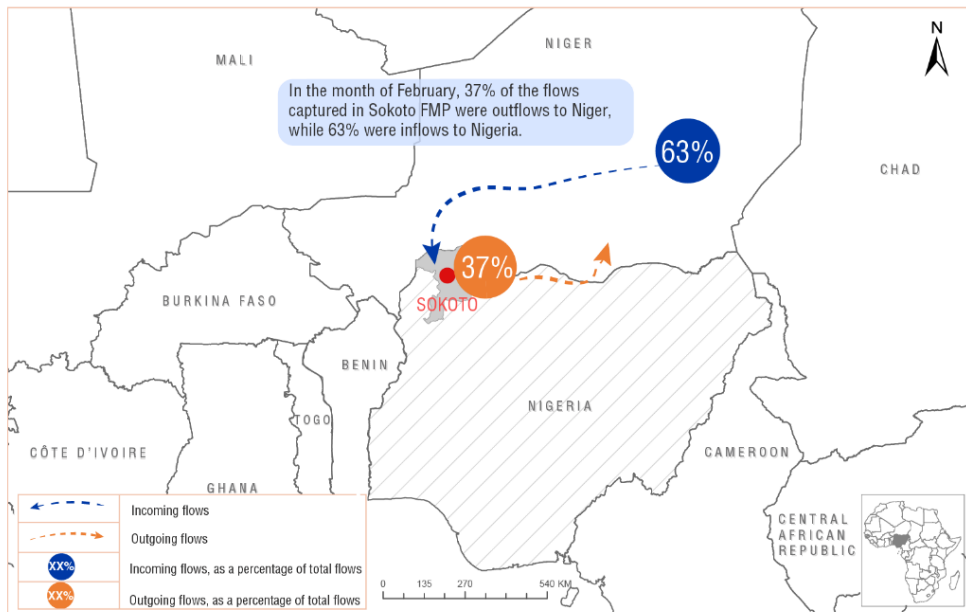 N
NIGER
MALI
In the month of February, 37% of the flows
captured in Sokoto FMP were outflows to Niger,
while 63% were inflows to Nigeria.
63%
CHAD
37%
SOKOTO
BURKINA FASO
BENIN
NIGERIA
TOGO
CÔTE D'IVOIRE
CAMEROON
GHANA
Incoming flows
Outgoing flows
XX% Incoming flows, as a percentage of total flows
XX% Outgoing flows, as a percentage of total flows
0 135 270 540 KM
CENTRAL
AFRICAN
REPUBLIC